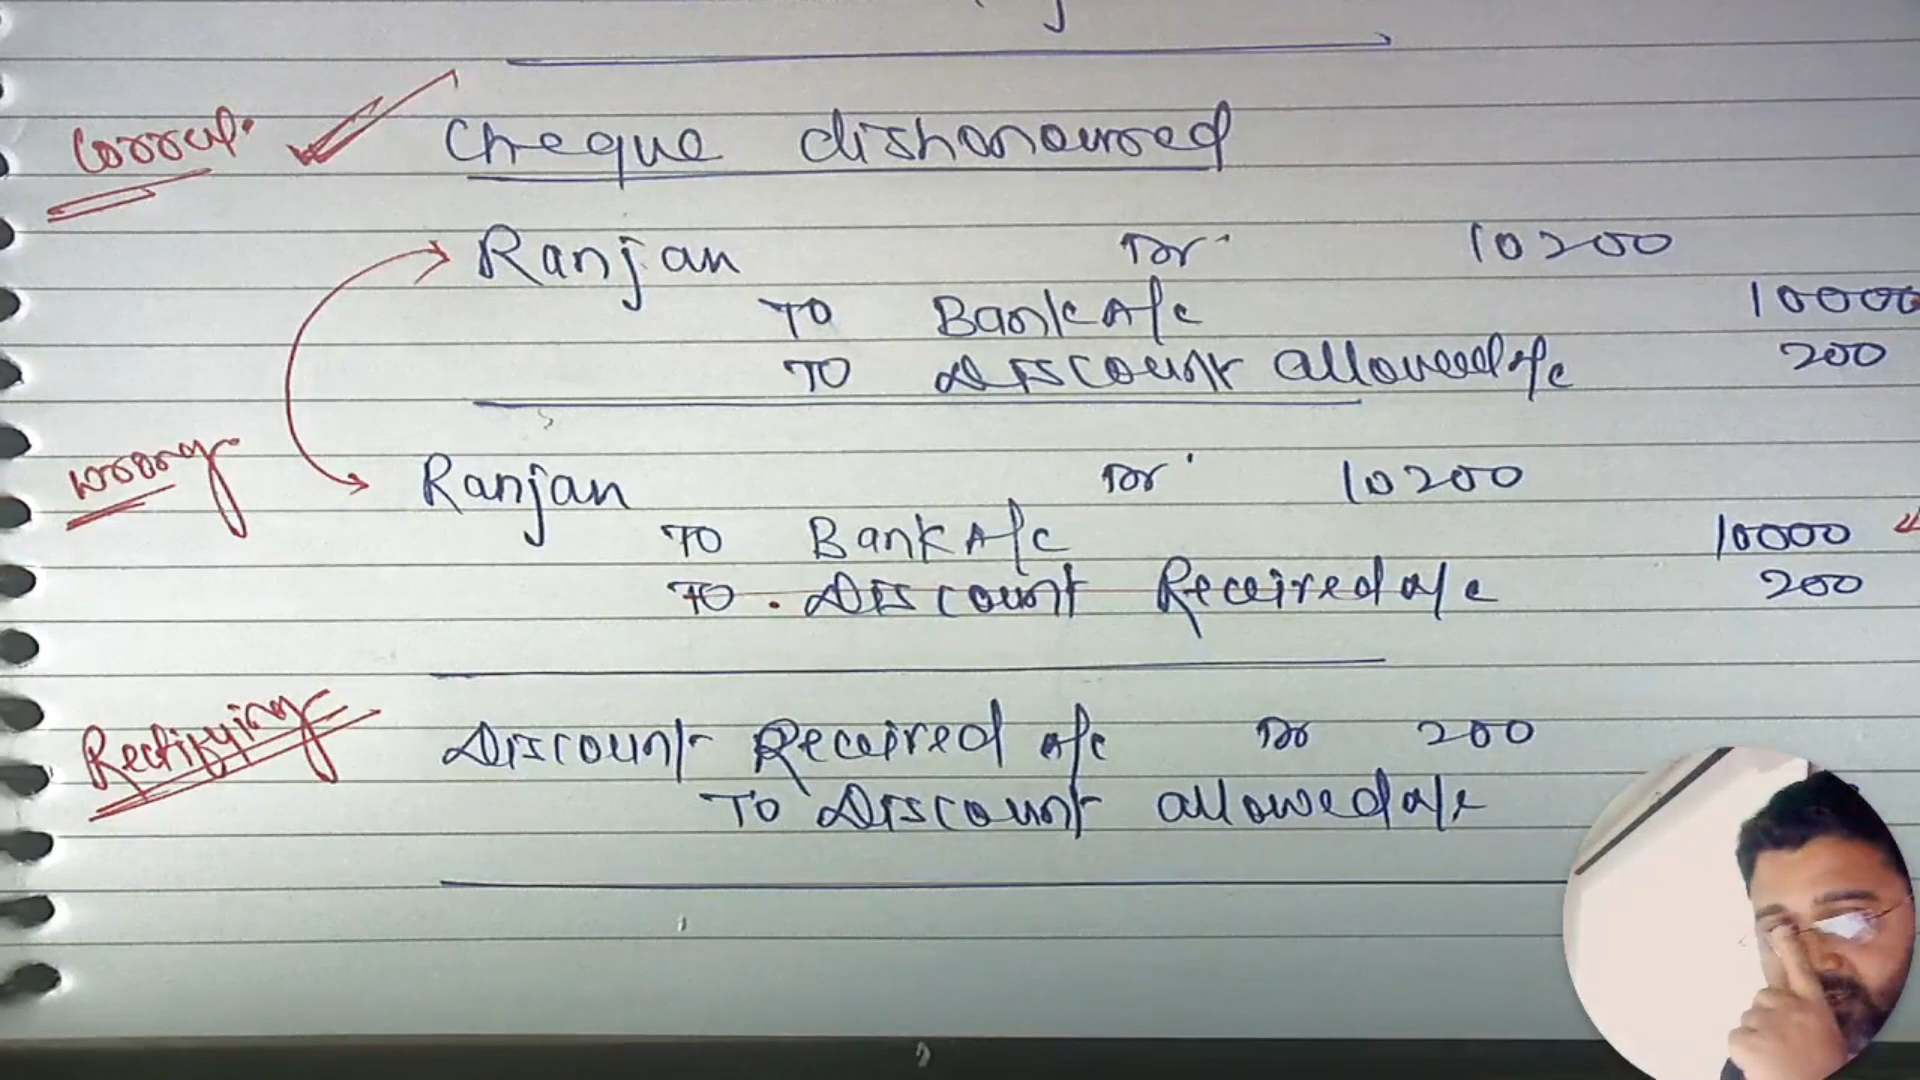 Correct.
Cheque dishonoured
Ranjan Dr. 10200
To Bank A/c 10000
To Discount allowed a/c 200
Wrong
Ranjan Dr. 10200
To Bank A/c 10000
To Discount Received a/c 200
Rectifying
Discount Received a/c Dr 200
To Discount allowed a/c